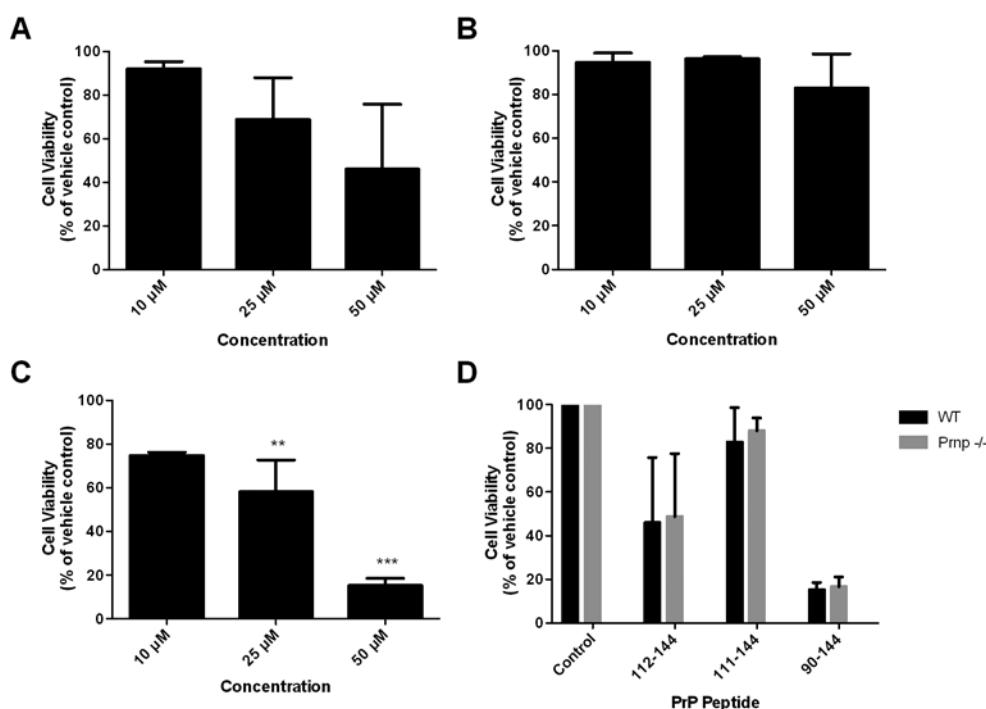 A
Cell Viability
(% of vehicle control)
100
80
60
40
20
0
10 µM
25 µM
50 µM
Concentration
B
Cell Viability
(% of vehicle control)
100
80
60
40
20
0
10 µM
25 µM
50 µM
Concentration
C
Cell Viability
(% of vehicle control)
100
80
60
40
20
0
**
***
10 µM
25 µM
50 µM
Concentration
D
Cell Viability
(% of vehicle control)
100
80
60
40
20
0
Control
112-144
111-144
90-144
PrP Peptide
WT
Prnp -/-